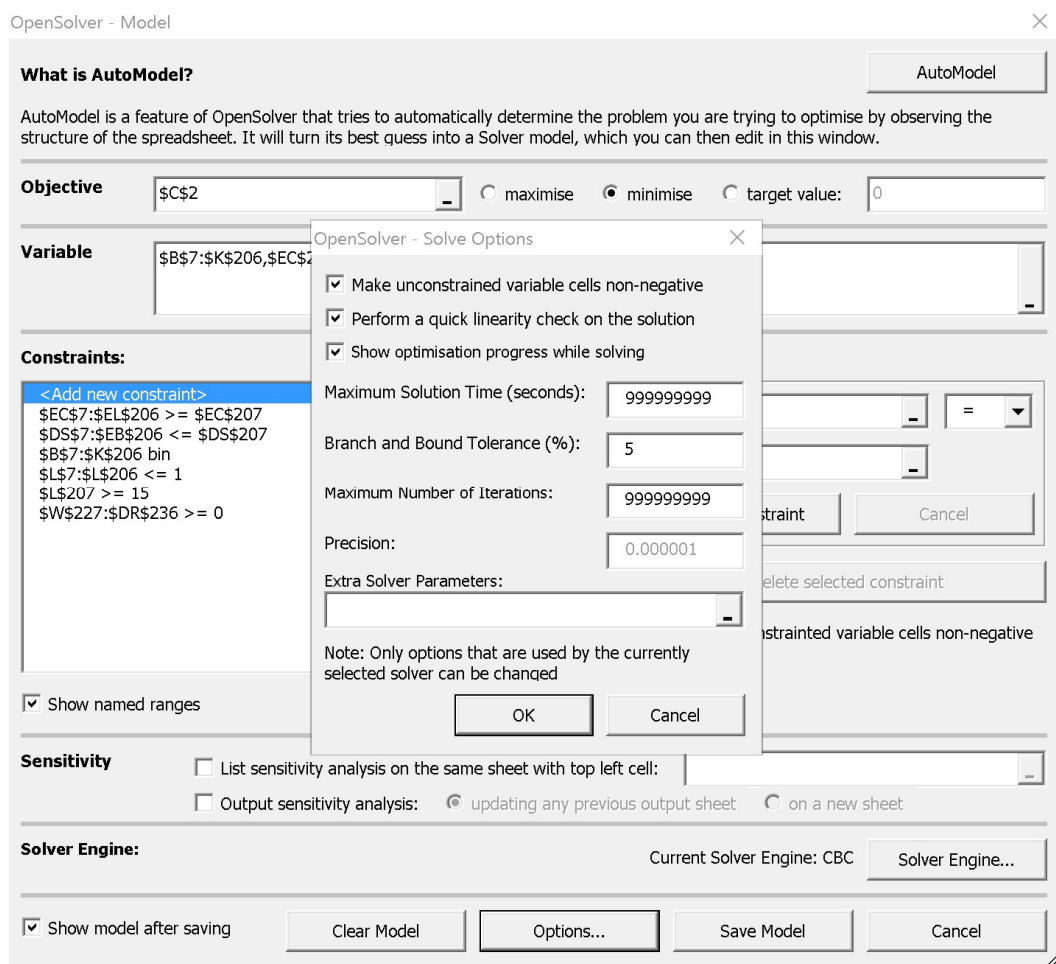 OpenSolver - Model
What is AutoModel?
AutoModel
AutoModel is a feature of OpenSolver that tries to automatically determine the problem you are trying to optimise by observing the
structure of the spreadsheet. It will turn its best guess into a Solver model, which you can then edit in this window.
Objective
$C$2
maximise
minimise
target value:
0
Variable
$B$7:$K$206,$EC$
OpenSolver - Solve Options
Make unconstrained variable cells non-negative
Perform a quick linearity check on the solution
Show optimisation progress while solving
Maximum Solution Time (seconds):
999999999
Branch and Bound Tolerance (%):
5
Maximum Number of Iterations:
999999999
Precision:
0.000001
Extra Solver Parameters:
Note: Only options that are used by the currently
selected solver can be changed
OK
Cancel
Constraints:
<Add new constraint>
$EC$7:$EL$206 >= $EC$207
$DS$7:$EB$206 <= $DS$207
$B$7:$K$206 bin
$L$7:$L$206 <= 1
$L$207 >= 15
$W$227:$DR$236 >= 0
=
straint
Cancel
elete selected constraint
nstrainted variable cells non-negative
Show named ranges
Sensitivity
List sensitivity analysis on the same sheet with top left cell:
Output sensitivity analysis:
updating any previous output sheet
on a new sheet
Solver Engine:
Current Solver Engine: CBC
Solver Engine...
Show model after saving
Clear Model
Options...
Save Model
Cancel